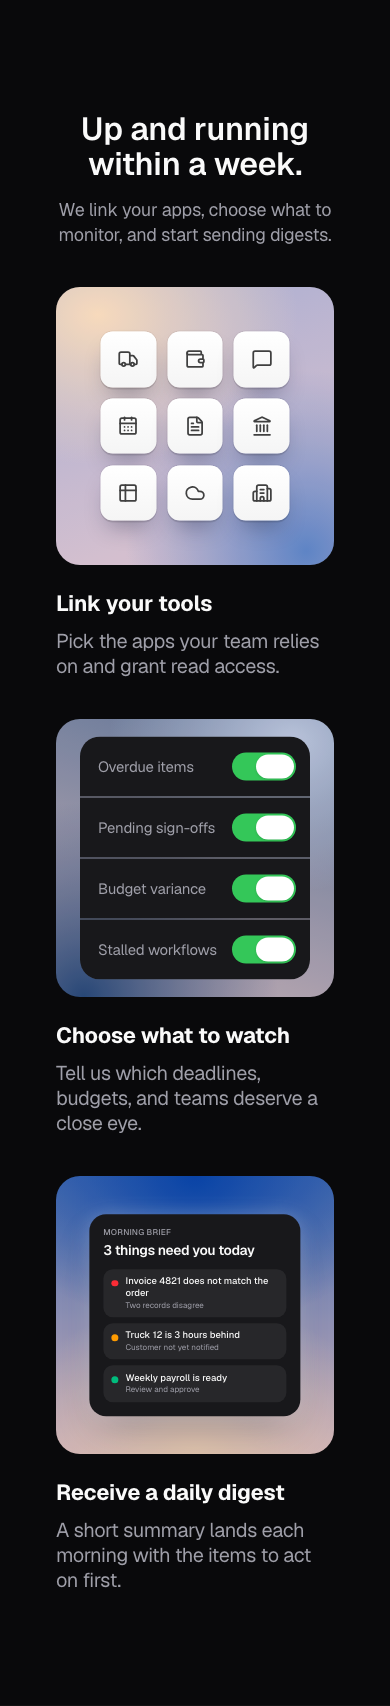 Up and running
within a week.
We link your apps, choose what to
monitor, and start sending digests.
Link your tools
Pick the apps your team relies
on and grant read access.
Overdue items
Pending sign-offs
Budget variance
Stalled workflows
Choose what to watch
Tell us which deadlines,
budgets, and teams deserve a
close eye.
MORNING BRIEF
3 things need you today
Invoice 4821 does not match the
order
Two records disagree
Truck 12 is 3 hours behind
Customer not yet notified
Weekly payroll is ready
Review and approve
Receive a daily digest
A short summary lands each
morning with the items to act
on first.